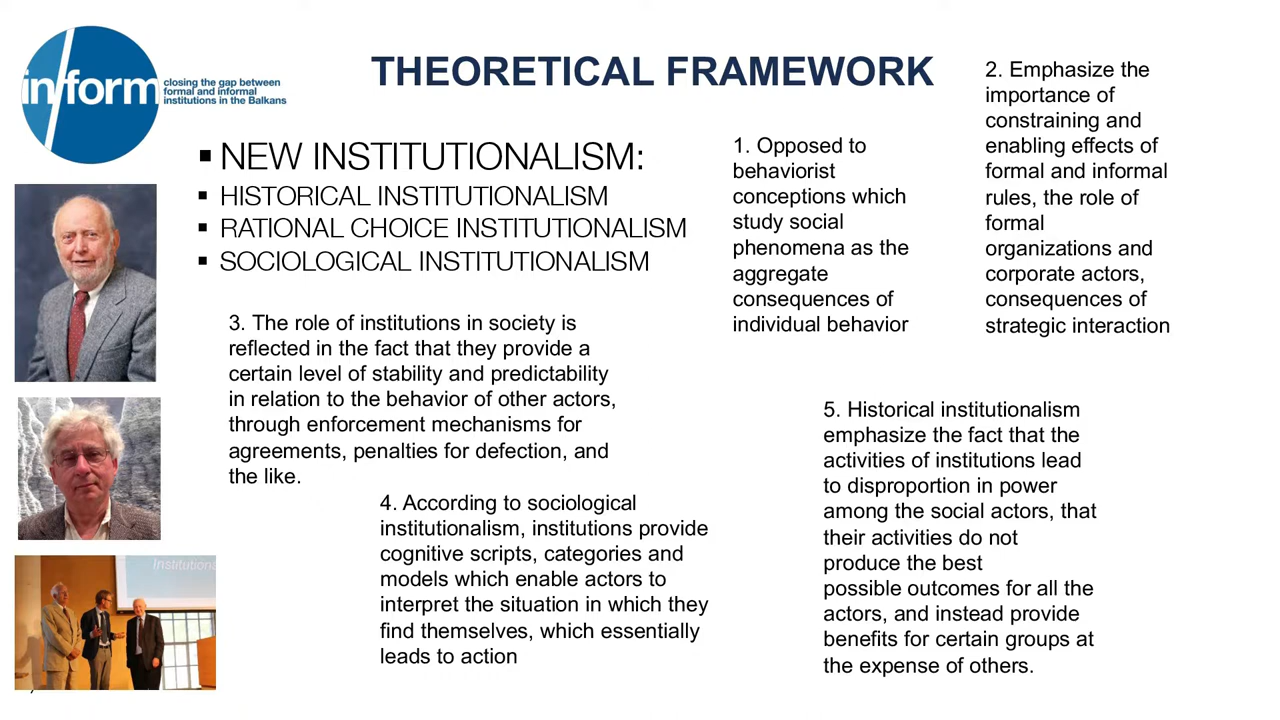 in/form
closing the gap between
formal and informal
institutions in the Balkans
THEORETICAL FRAMEWORK
▪ NEW INSTITUTIONALISM:
▪ HISTORICAL INSTITUTIONALISM
▪ RATIONAL CHOICE INSTITUTIONALISM
▪ SOCIOLOGICAL INSTITUTIONALISM
1. Opposed to
behaviorist
conceptions which
study social
phenomena as the
aggregate
consequences of
individual behavior
2. Emphasize the
importance of
constraining and
enabling effects of
formal and informal
rules, the role of
formal
organizations and
corporate actors,
consequences of
strategic interaction
3. The role of institutions in society is
reflected in the fact that they provide a
certain level of stability and predictability
in relation to the behavior of other actors,
through enforcement mechanisms for
agreements, penalties for defection, and
the like.
4. According to sociological
institutionalism, institutions provide
cognitive scripts, categories and
models which enable actors to
interpret the situation in which they
find themselves, which essentially
leads to action
5. Historical institutionalism
emphasize the fact that the
activities of institutions lead
to disproportion in power
among the social actors, that
their activities do not
produce the best
possible outcomes for all the
actors, and instead provide
benefits for certain groups at
the expense of others.
Institutions